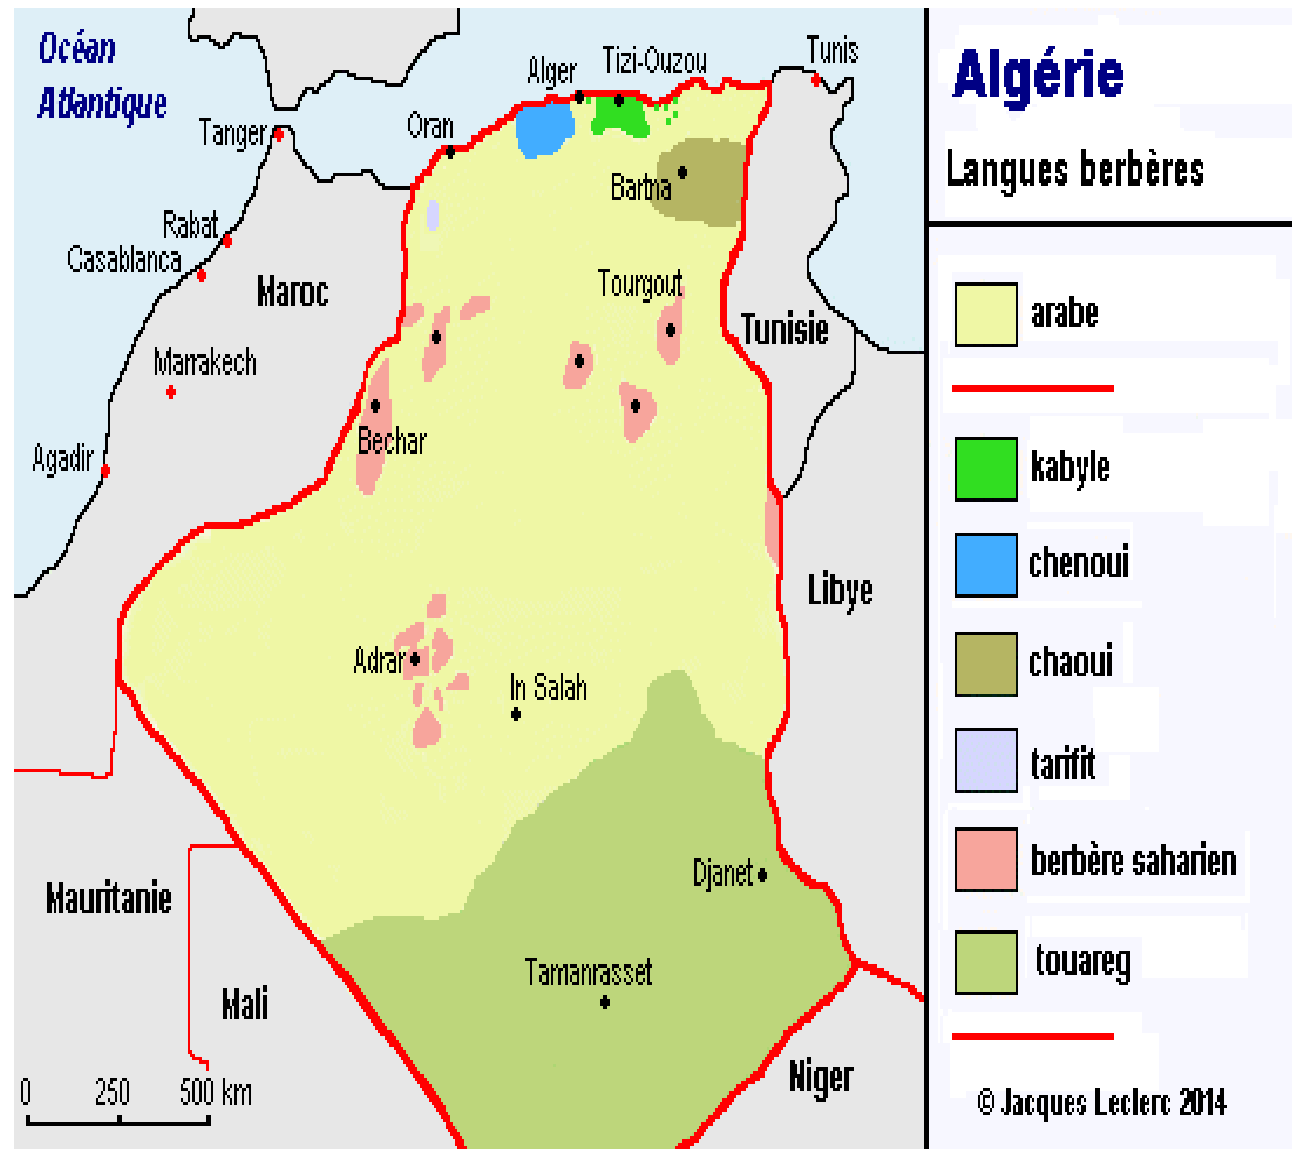 Océan
Atlantique
Alger
Tizi-Ouzou
Tunis
Tanger
Oran
Bartna
Rabat
Casablanca
Maroc
Tourgout
Tunisie
Marrakech
Bechar
Agadir
Libye
Adrar
In Salah
Djanet
Mauritanie
Tamanrasset
Mali
Niger
0 250 500 km
Algérie
Langues berbères
arabe
kabyle
chenoui
chaoui
tarifit
berbère saharien
touareg
© Jacques Leclerc 2014